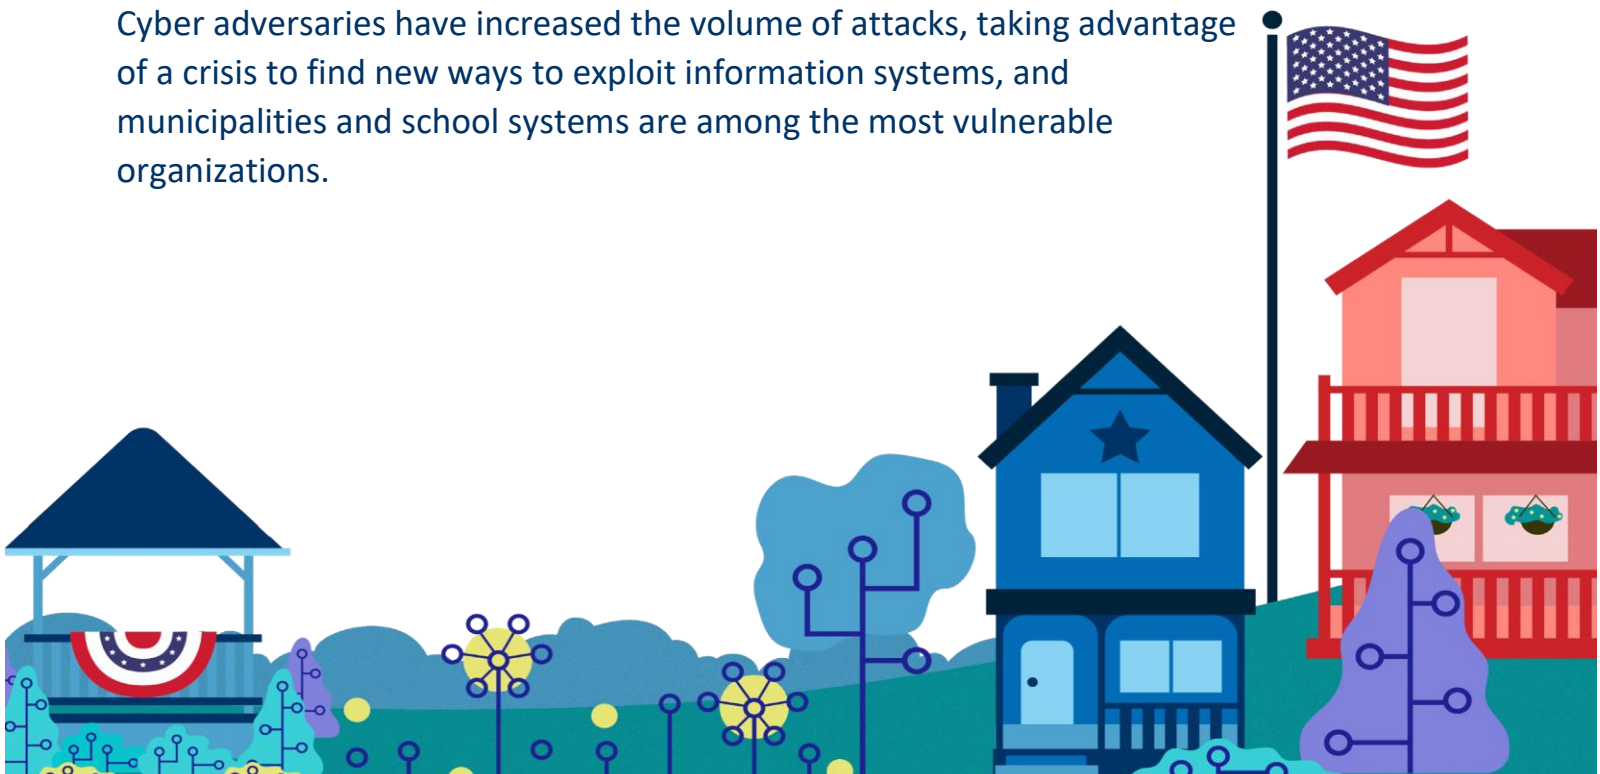 Cyber adversaries have increased the volume of attacks, taking advantage
of a crisis to find new ways to exploit information systems, and
municipalities and school systems are among the most vulnerable
organizations.